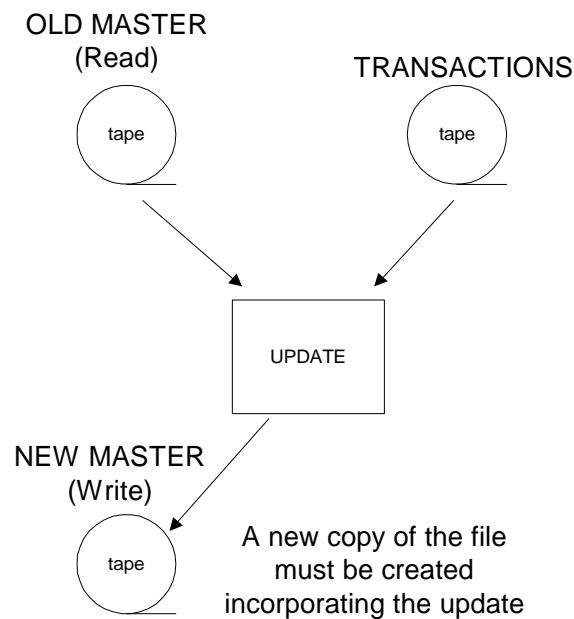 OLD MASTER
(Read)
TRANSACTIONS
tape
tape
UPDATE
NEW MASTER
(Write)
tape
A new copy of the file
must be created
incorporating the update